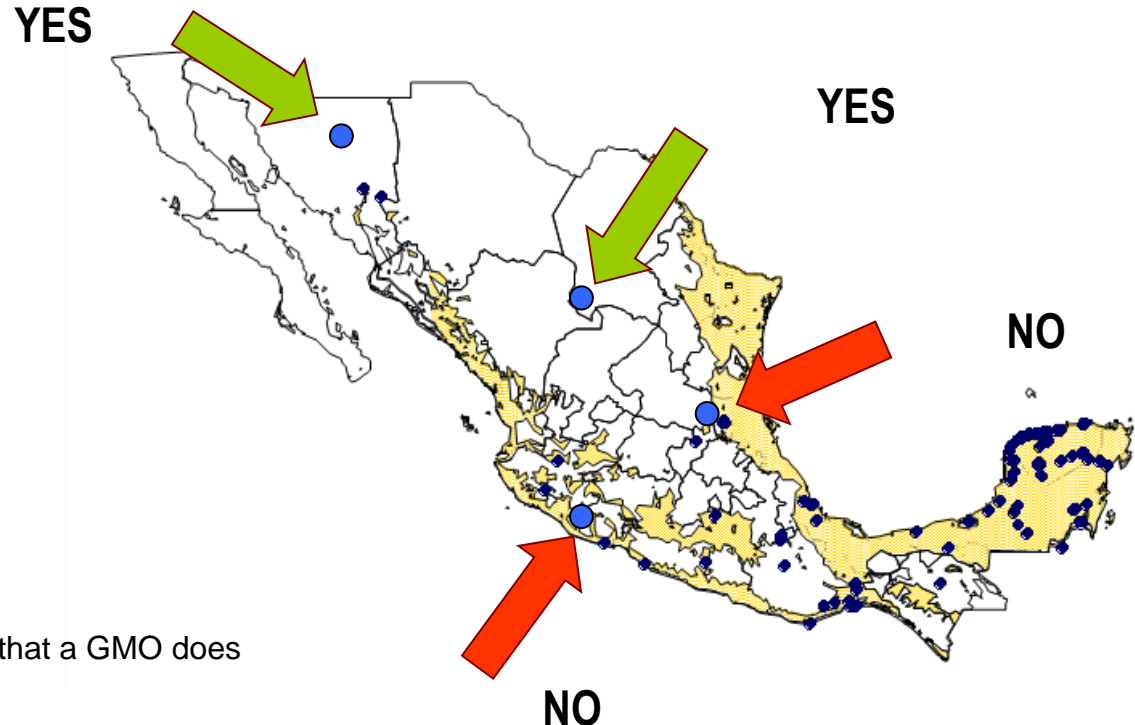 YES
YES
NO
that a GMO does
NO